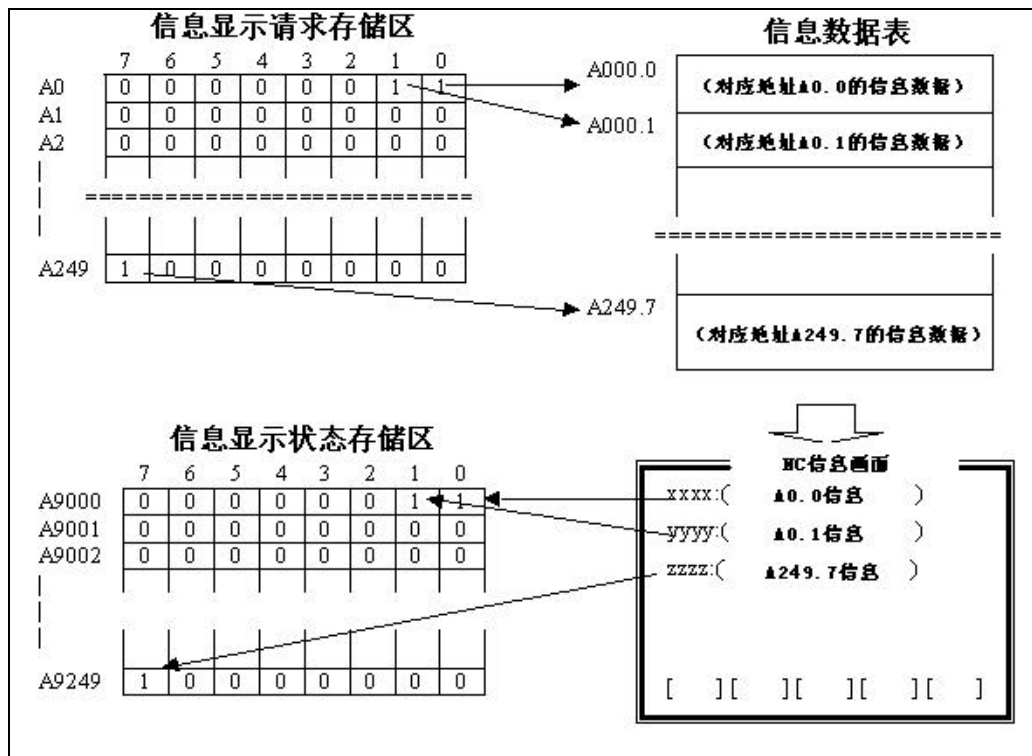 信息显示请求存储区
7 6 5 4 3 2 1 0
A0 0 0 0 0 0 0 1 1
A1 0 0 0 0 0 0 0 0
A2 0 0 0 0 0 0 0 0
A249 1 0 0 0 0 0 0 0
信息数据表
A000.0 (对应地址A0.0的信息数据)
A000.1 (对应地址A0.1的信息数据)
A249.7 (对应地址A249.7的信息数据)
信息显示状态存储区
7 6 5 4 3 2 1 0
A9000 0 0 0 0 0 0 1 1
A9001 0 0 0 0 0 0 0 0
A9002 0 0 0 0 0 0 0 0
A9249 1 0 0 0 0 0 0 0
NC信息画面
xxxx:( A0.0信息 )
yyyy:( A0.1信息 )
zzzz:( A249.7信息 )
[ ][ ][ ][ ][ ]